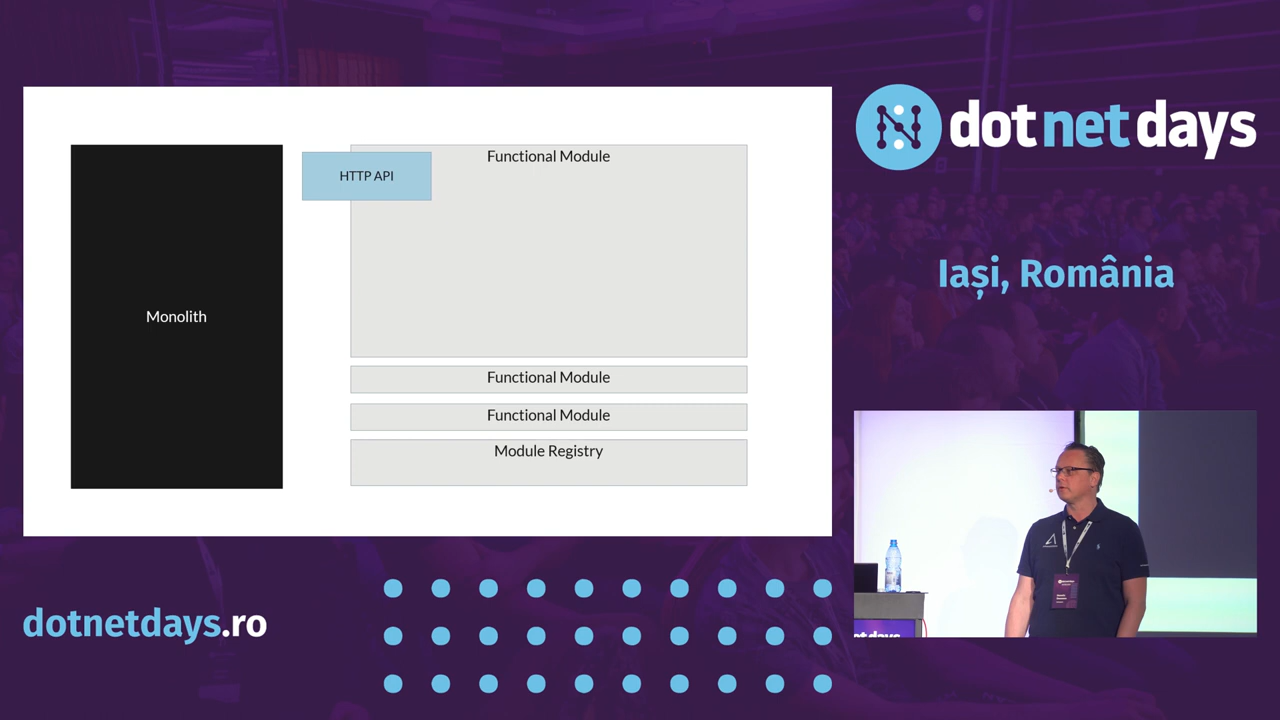 Monolith
HTTP API
Functional Module
Functional Module
Functional Module
Module Registry
dotnetdays
Iași, România
dotnetdays.ro